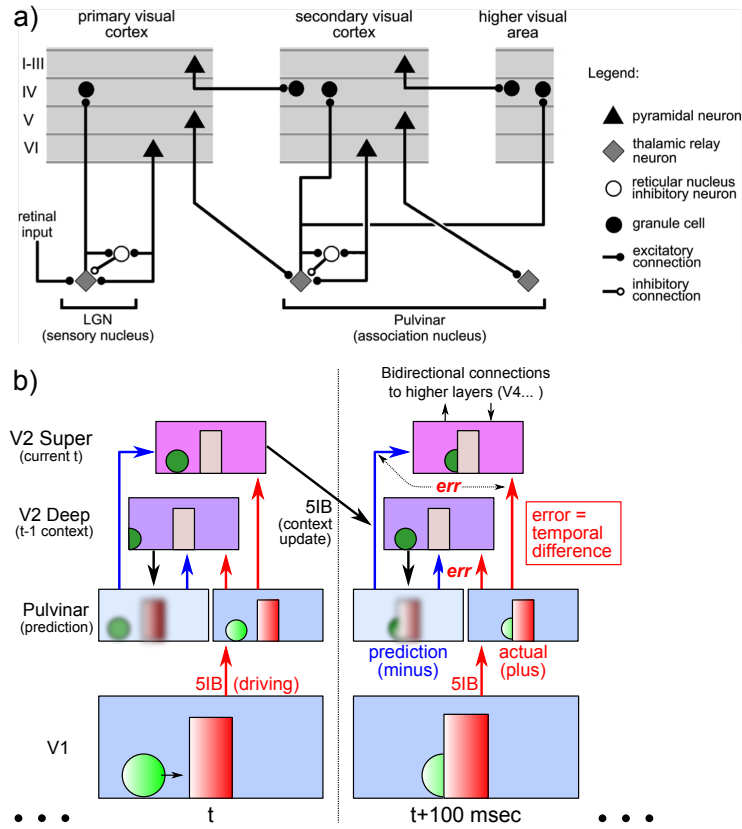 a)
primary visual
cortex
secondary visual
cortex
higher visual
area
I-III
IV
V
VI
retinal
input
LGN
(sensory nucleus)
Pulvinar
(association nucleus)
Legend:
pyramidal neuron
thalamic relay
neuron
reticular nucleus
inhibitory neuron
granule cell
excitatory
connection
inhibitory
connection
b)
Bidirectional connections
to higher layers (V4... )
V2 Super
(current t)
err
V2 Deep
(t-1 context)
5IB
(context
update)
error =
temporal
difference
err
Pulvinar
(prediction)
prediction
(minus)
actual
(plus)
5IB (driving)
5IB
V1
• • •
t
t+100 msec
• • •